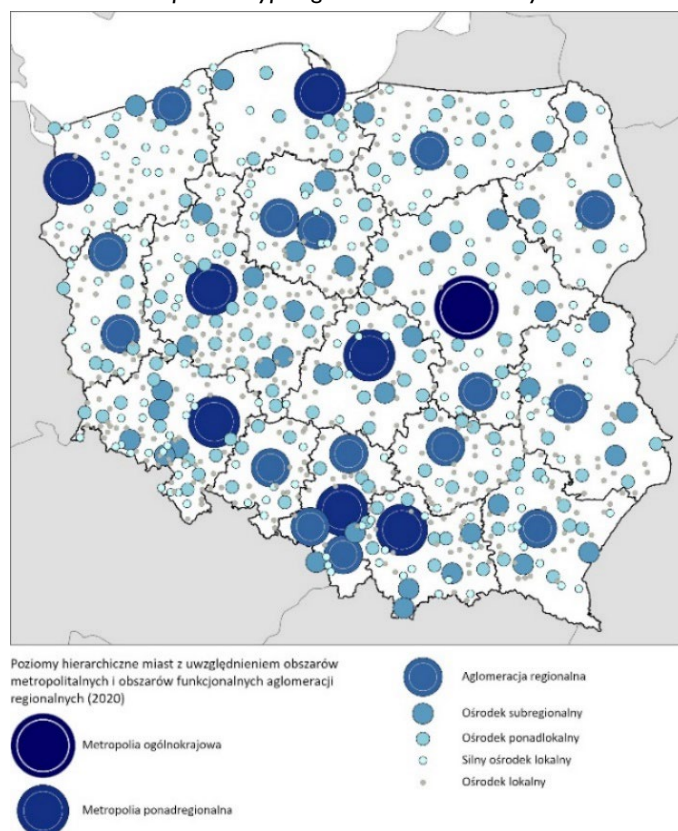 Poziomy hierarchiczne miast z uwzględnieniem obszarów
metropolitalnych i obszarów funkcjonalnych aglomeracji
regionalnych (2020)
Metropolia ogólnokrajowa
Metropolia ponadregionalna
Aglomeracja regionalna
Ośrodek subregionalny
Ośrodek ponadlokalny
Silny ośrodek lokalny
Ośrodek lokalny